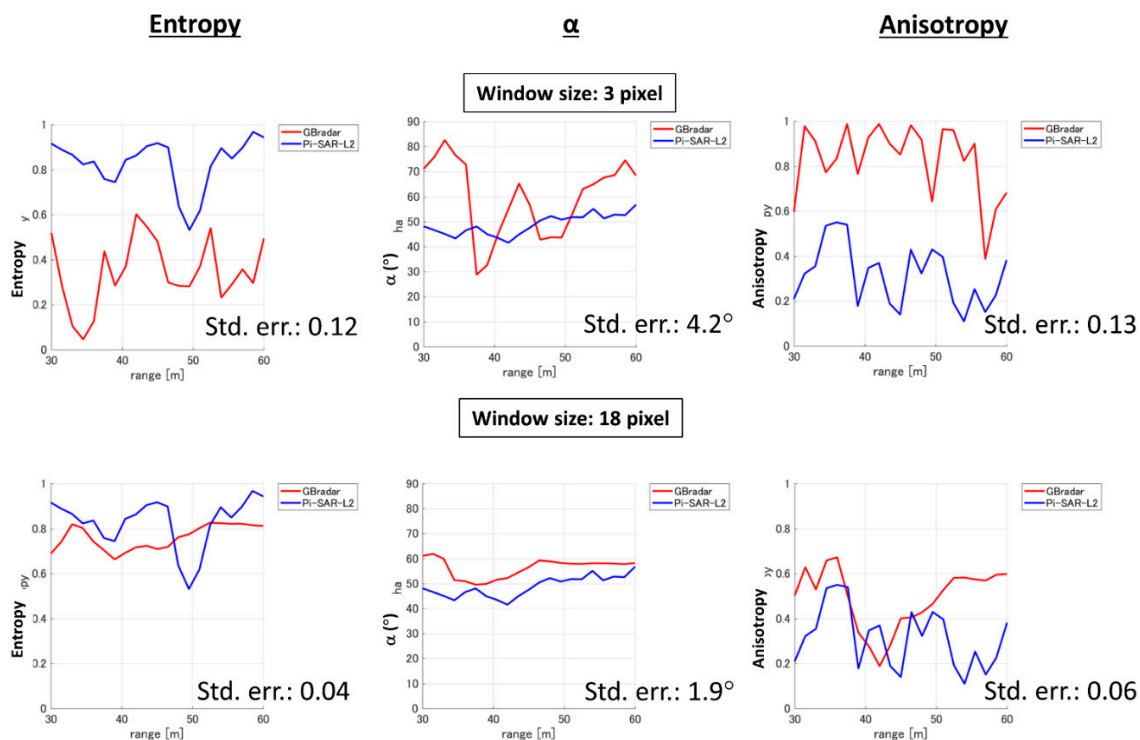 Entropy
α
Anisotropy
Window size: 3 pixel
1
0.8
0.6
0.4
0.2
0
Entropy
y
GBradar
Pi-SAR-L2
Std. err.: 0.12
30 40 50 60
range [m]
90
80
70
60
50
40
30
20
10
0
α (°)
ha
GBradar
Pi-SAR-L2
Std. err.: 4.2°
30 40 50 60
range [m]
1
0.8
0.6
0.4
0.2
0
Anisotropy
py
GBradar
Pi-SAR-L2
Std. err.: 0.13
30 40 50 60
range [m]
Window size: 18 pixel
1
0.8
0.6
0.4
0.2
0
Entropy
py
GBradar
Pi-SAR-L2
Std. err.: 0.04
30 40 50 60
range [m]
90
80
70
60
50
40
30
20
10
0
α (°)
ha
GBradar
Pi-SAR-L2
Std. err.: 1.9°
30 40 50 60
range [m]
1
0.8
0.6
0.4
0.2
0
Anisotropy
y
GBradar
Pi-SAR-L2
Std. err.: 0.06
30 40 50 60
range [m]